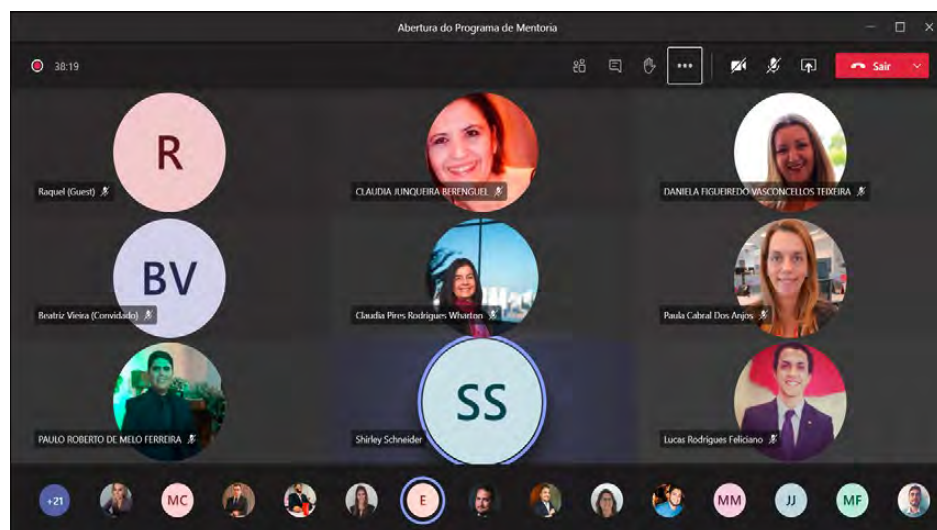 Abertura do Programa de Mentoria
38:19
Sair
R
Raquel (Guest)
CLAUDIA JUNQUEIRA BERENGUEL
DANIELA FIGUEIREDO VASCONCELLOS TEIXEIRA
BV
Beatriz Vieira (Convidado)
Claudia Pires Rodrigues Wharton
Paula Cabral Dos Anjos
PAULO ROBERTO DE MELO FERREIRA
SS
Shirley Schneider
Lucas Rodrigues Feliciano
+21
MC
E
MM
JJ
MF